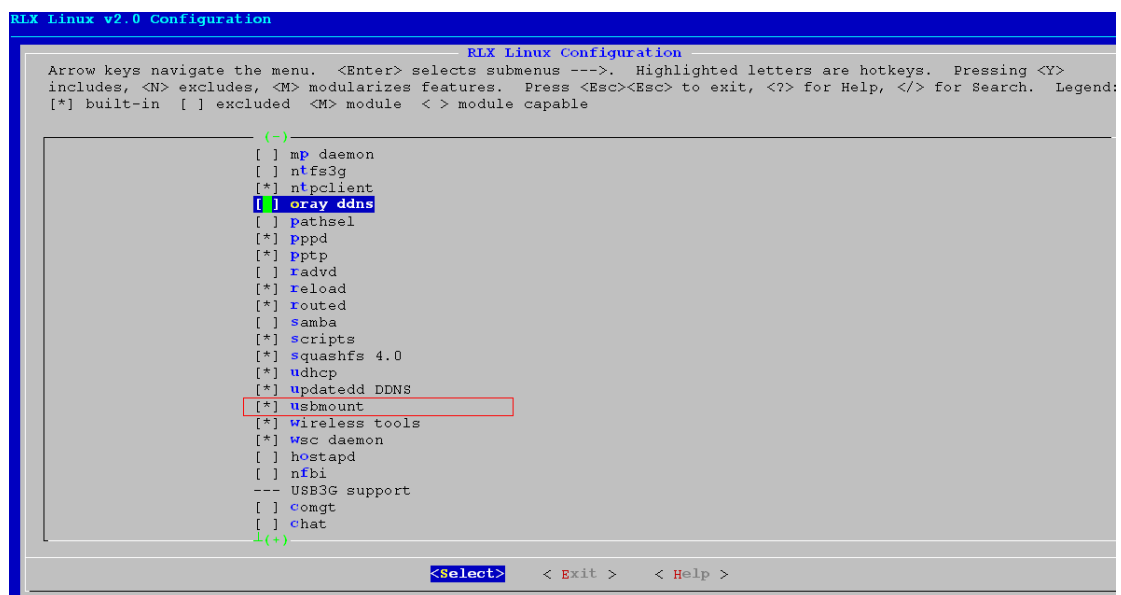 RLX Linux v2.0 Configuration
RLX Linux Configuration
Arrow keys navigate the menu.  <Enter> selects submenus --->.  Highlighted letters are hotkeys.  Pressing <Y>
includes, <N> excludes, <M> modularizes features.  Press <Esc><Esc> to exit, <?> for Help, </> for Search.  Legend:
[*] built-in  [ ] excluded  <M> module  < > module capable
(-)
[ ] mp daemon
[ ] ntfs3g
[*] ntpclient
[ ] oray ddns
[ ] pathsel
[*] pppd
[*] pptp
[ ] radvd
[*] reload
[*] routed
[ ] samba
[*] scripts
[*] squashfs 4.0
[*] udhcp
[*] updatedd DDNS
[*] usbmount
[*] wireless tools
[*] wsc daemon
[ ] hostapd
[ ] nfbi
--- USB3G support
[ ] comgt
[ ] chat
(+)
<Select>    < Exit >    < Help >